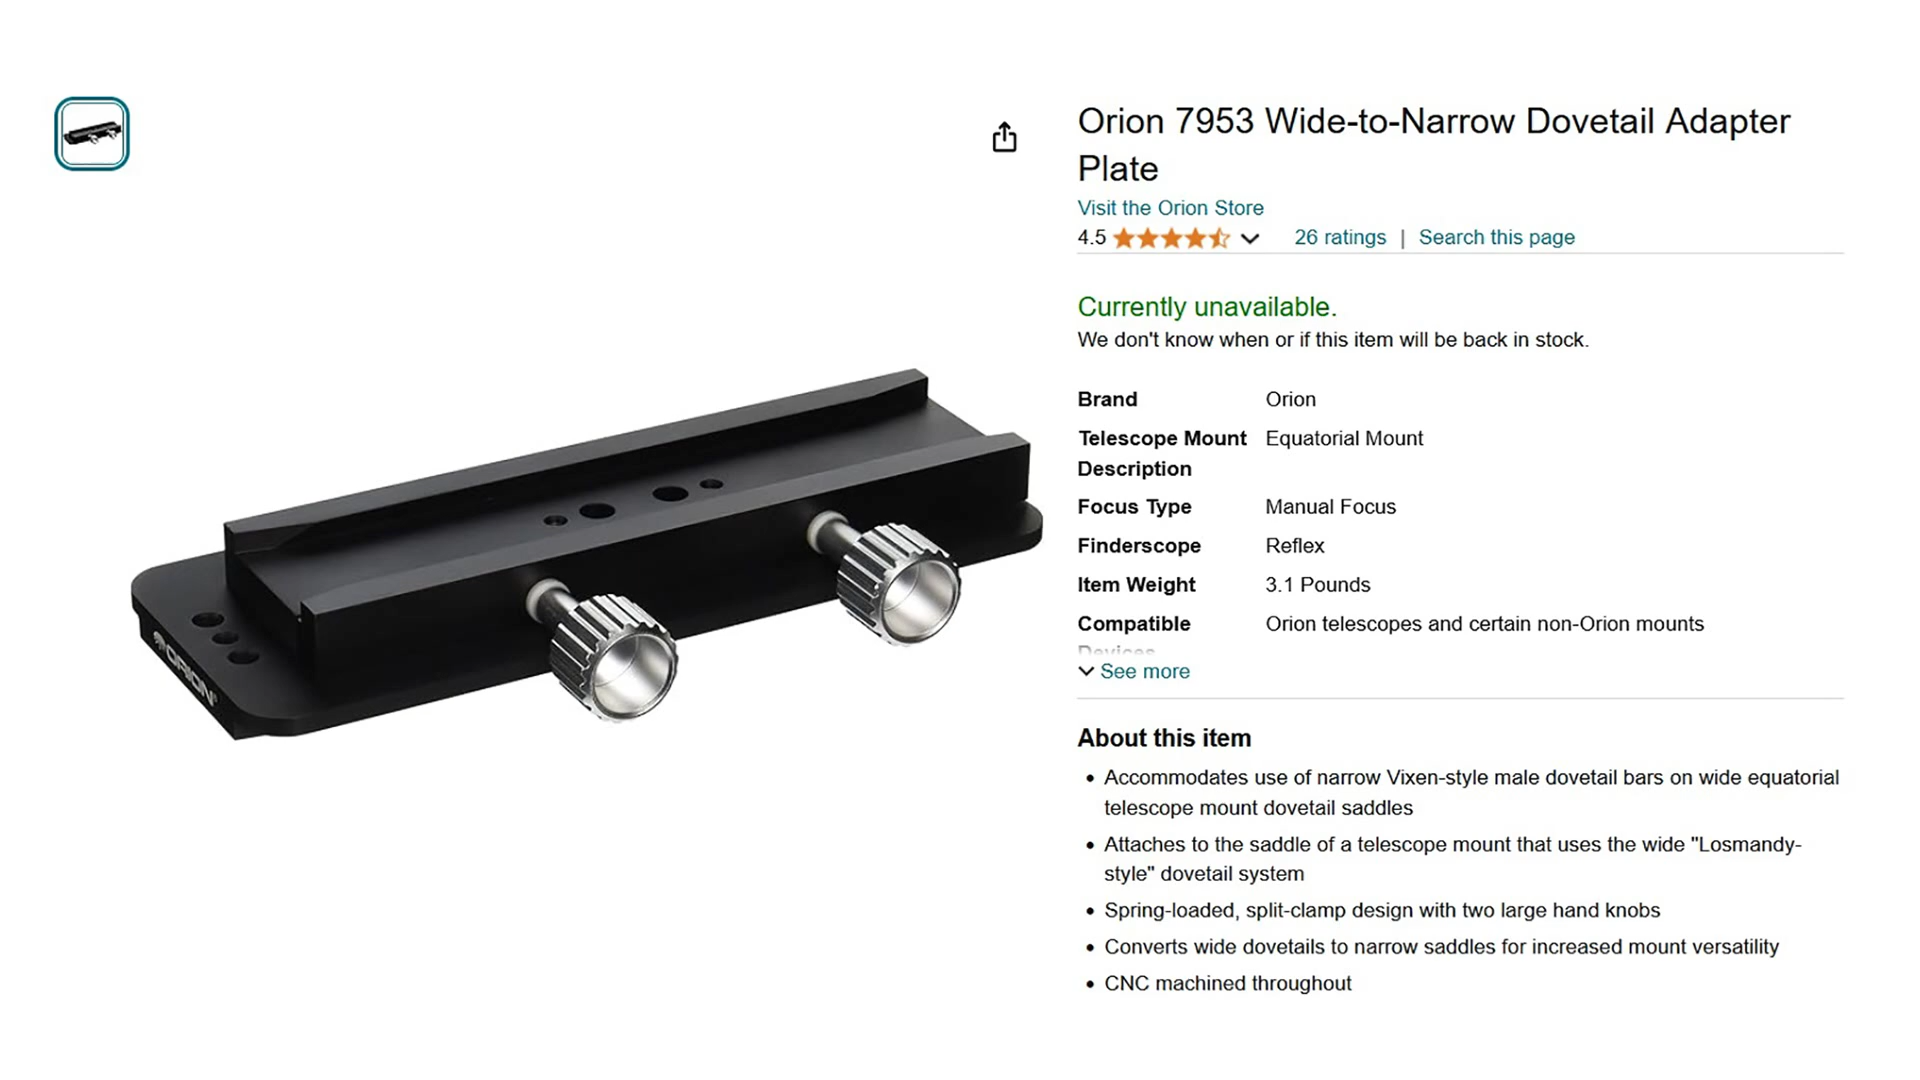 Orion 7953 Wide-to-Narrow Dovetail Adapter
Plate
Visit the Orion Store
4.5
26 ratings | Search this page
Currently unavailable.
We don't know when or if this item will be back in stock.
Brand Orion
Telescope Mount Equatorial Mount
Description
Focus Type Manual Focus
Finderscope Reflex
Item Weight 3.1 Pounds
Compatible Orion telescopes and certain non-Orion mounts
Devices
See more
About this item
• Accommodates use of narrow Vixen-style male dovetail bars on wide equatorial
telescope mount dovetail saddles
• Attaches to the saddle of a telescope mount that uses the wide "Losmandy-
style" dovetail system
• Spring-loaded, split-clamp design with two large hand knobs
• Converts wide dovetails to narrow saddles for increased mount versatility
• CNC machined throughout
ORION